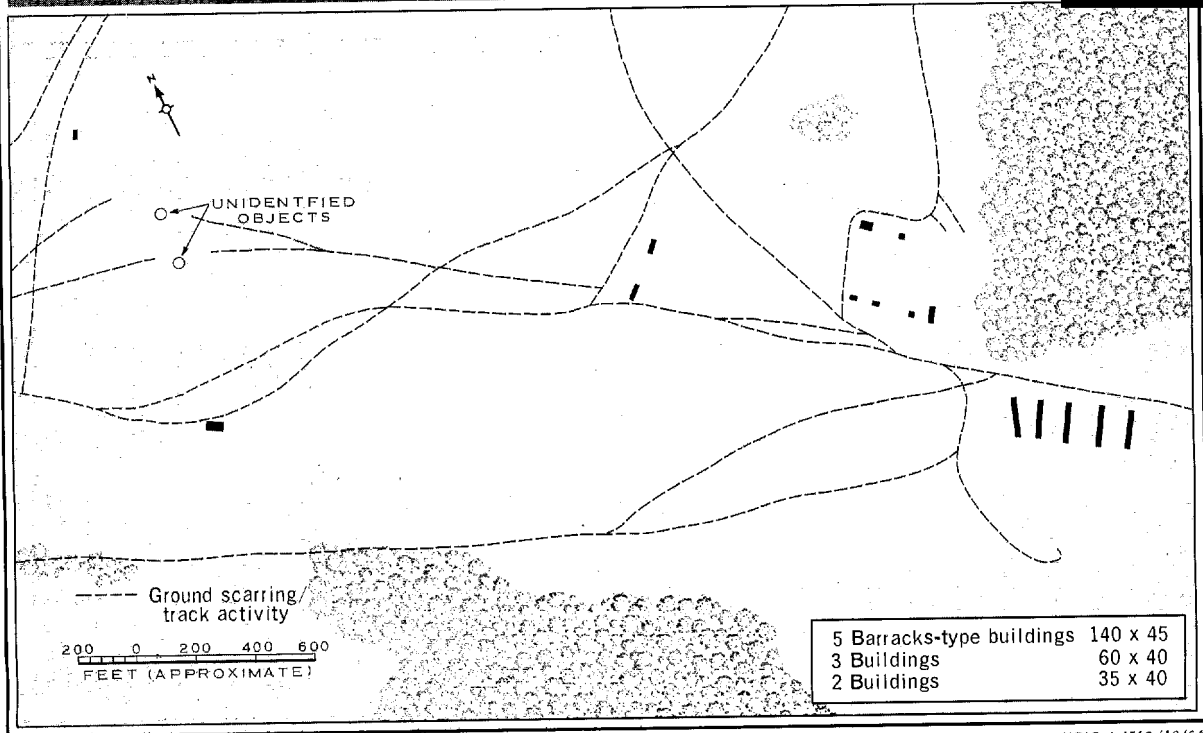 N
UNIDENTIFIED
OBJECTS
Ground scarring/
track activity
200 0 200 400 600
FEET (APPROXIMATE)
5 Barracks-type buildings 140 x 45
3 Buildings 60 x 40
2 Buildings 35 x 40